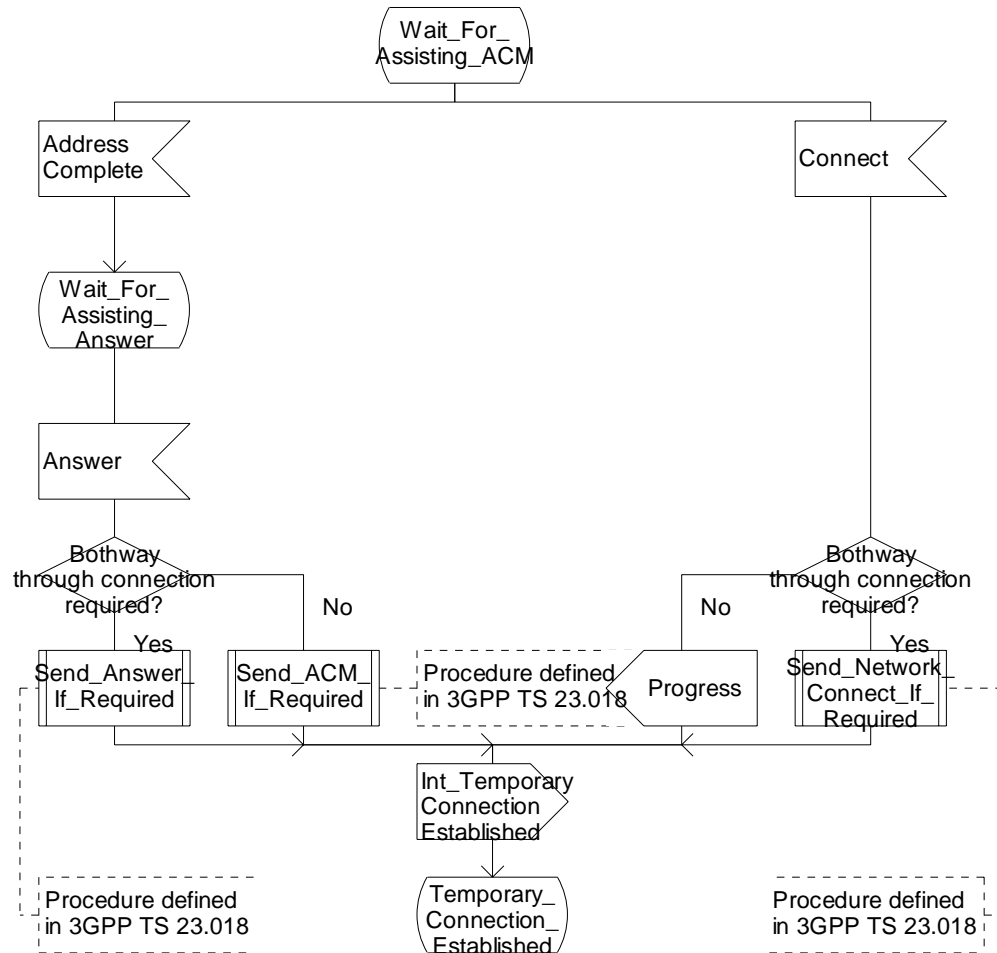 Wait_For_
Assisting_ACM
Address
Complete
Connect
Wait_For_
Assisting_
Answer
Answer
Bothway
through connection
required?
No
Yes
Bothway
through connection
required?
No
Yes
Send_Answer_
If_Required
Send_ACM_
If_Required
Procedure defined
in 3GPP TS 23.018
Progress
Send_Network_
Connect_If_
Required
Int_Temporary
Connection
Established
Procedure defined
in 3GPP TS 23.018
Temporary_
Connection_
Established
Procedure defined
in 3GPP TS 23.018